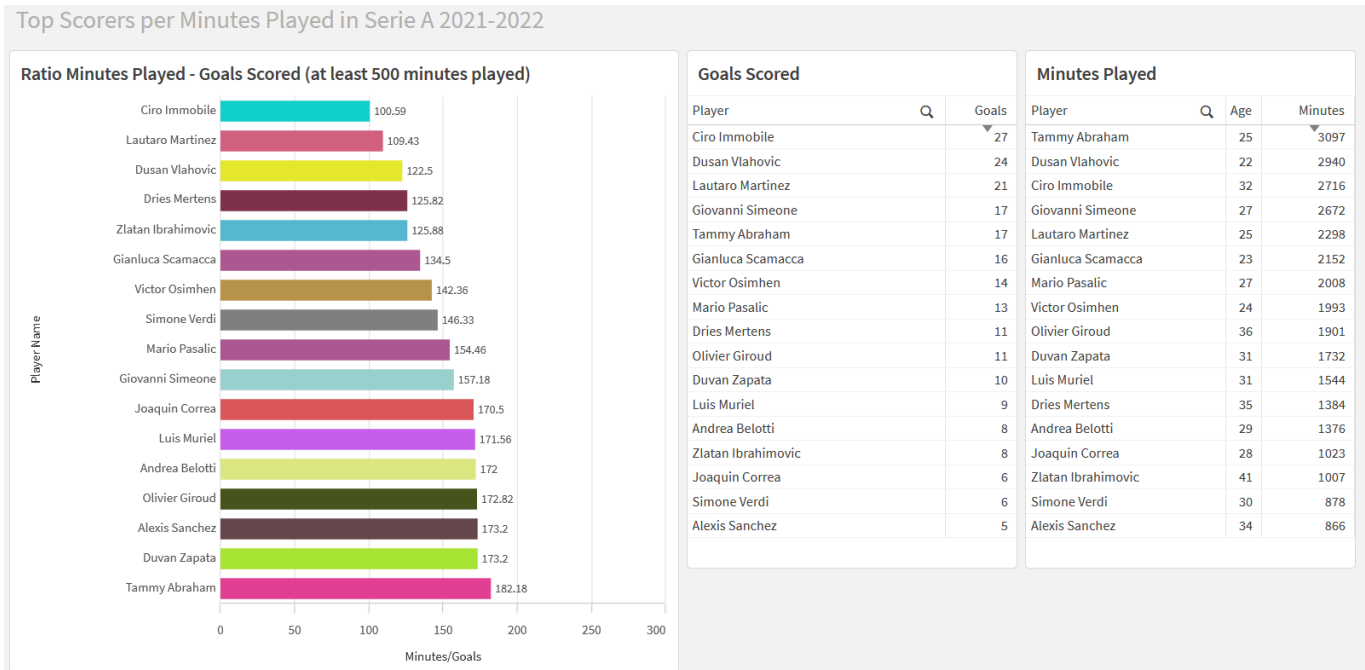 Top Scorers per Minutes Played in Serie A 2021-2022
Ratio Minutes Played - Goals Scored (at least 500 minutes played)
Player Name
Ciro Immobile 100.59
Lautaro Martinez 109.43
Dusan Vlahovic 122.5
Dries Mertens 125.82
Zlatan Ibrahimovic 125.88
Gianluca Scamacca 134.5
Victor Osimhen 142.36
Simone Verdi 146.33
Mario Pasalic 154.46
Giovanni Simeone 157.18
Joaquin Correa 170.5
Luis Muriel 171.56
Andrea Belotti 172
Olivier Giroud 172.82
Alexis Sanchez 173.2
Duvan Zapata 173.2
Tammy Abraham 182.18
0 50 100 150 200 250 300
Minutes/Goals
Goals Scored
Player Goals
Ciro Immobile 27
Dusan Vlahovic 24
Lautaro Martinez 21
Giovanni Simeone 17
Tammy Abraham 17
Gianluca Scamacca 16
Victor Osimhen 14
Mario Pasalic 13
Dries Mertens 11
Olivier Giroud 11
Duvan Zapata 10
Luis Muriel 9
Andrea Belotti 8
Zlatan Ibrahimovic 8
Joaquin Correa 6
Simone Verdi 6
Alexis Sanchez 5
Minutes Played
Player Age Minutes
Tammy Abraham 25 3097
Dusan Vlahovic 22 2940
Ciro Immobile 32 2716
Giovanni Simeone 27 2672
Lautaro Martinez 25 2298
Gianluca Scamacca 23 2152
Mario Pasalic 27 2008
Victor Osimhen 24 1993
Olivier Giroud 36 1901
Duvan Zapata 31 1732
Luis Muriel 31 1544
Dries Mertens 35 1384
Andrea Belotti 29 1376
Joaquin Correa 28 1023
Zlatan Ibrahimovic 41 1007
Simone Verdi 30 878
Alexis Sanchez 34 866